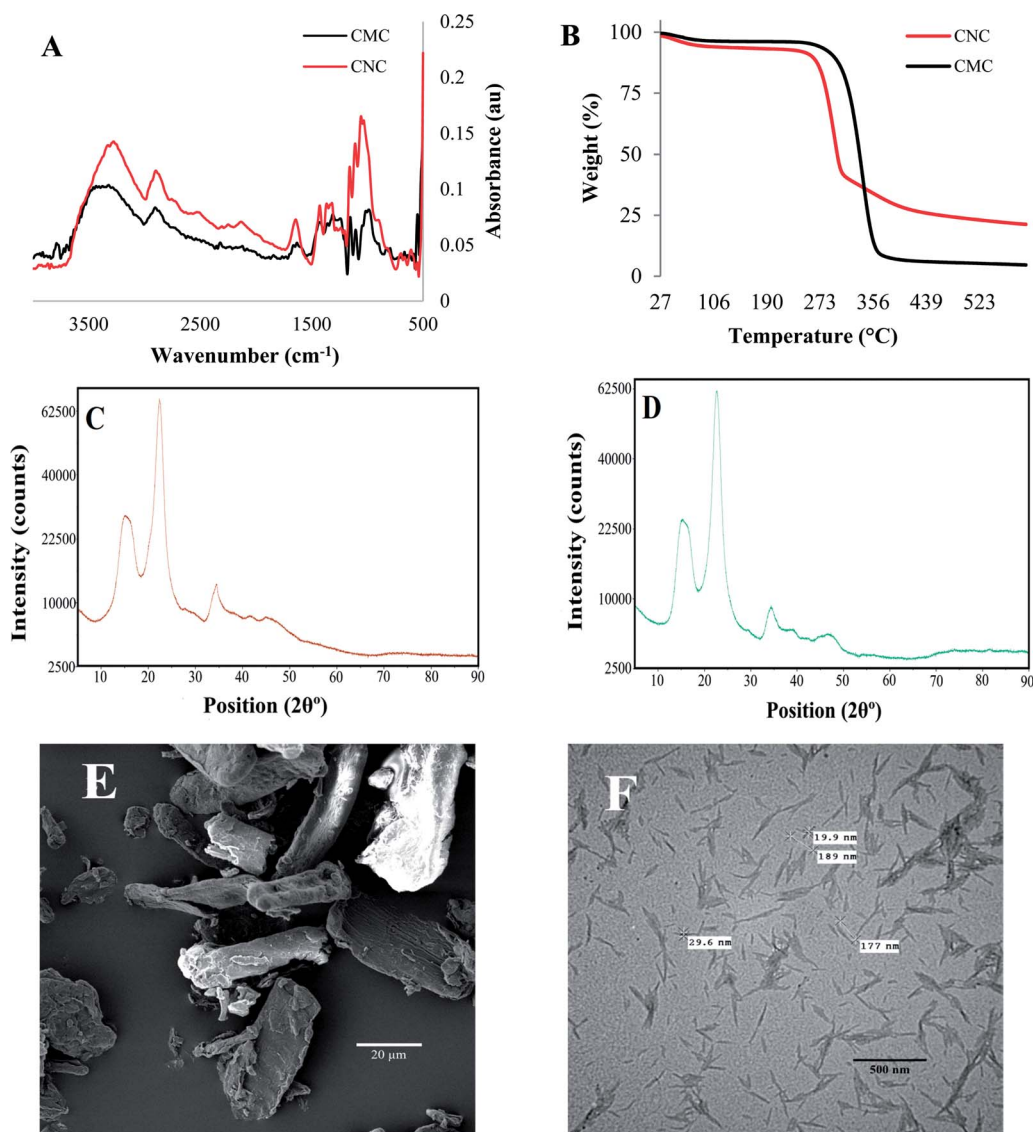 A
CMC
CNC
0.25
0.2
0.15
0.1
0.05
0
Absorbance (au)
3500 2500 1500 500
Wavenumber (cm-1)
B
CNC
CMC
100
75
50
25
0
Weight (%)
27 106 190 273 356 439 523
Temperature (°C)
C
62500
40000
22500
10000
2500
Intensity (counts)
10 20 30 40 50 60 70 80 90
Position (2θº)
D
62500
40000
22500
10000
2500
Intensity (counts)
10 20 30 40 50 60 70 80 90
Position (2θº)
E
20 µm
F
19.9 nm
189 nm
29.6 nm
177 nm
500 nm